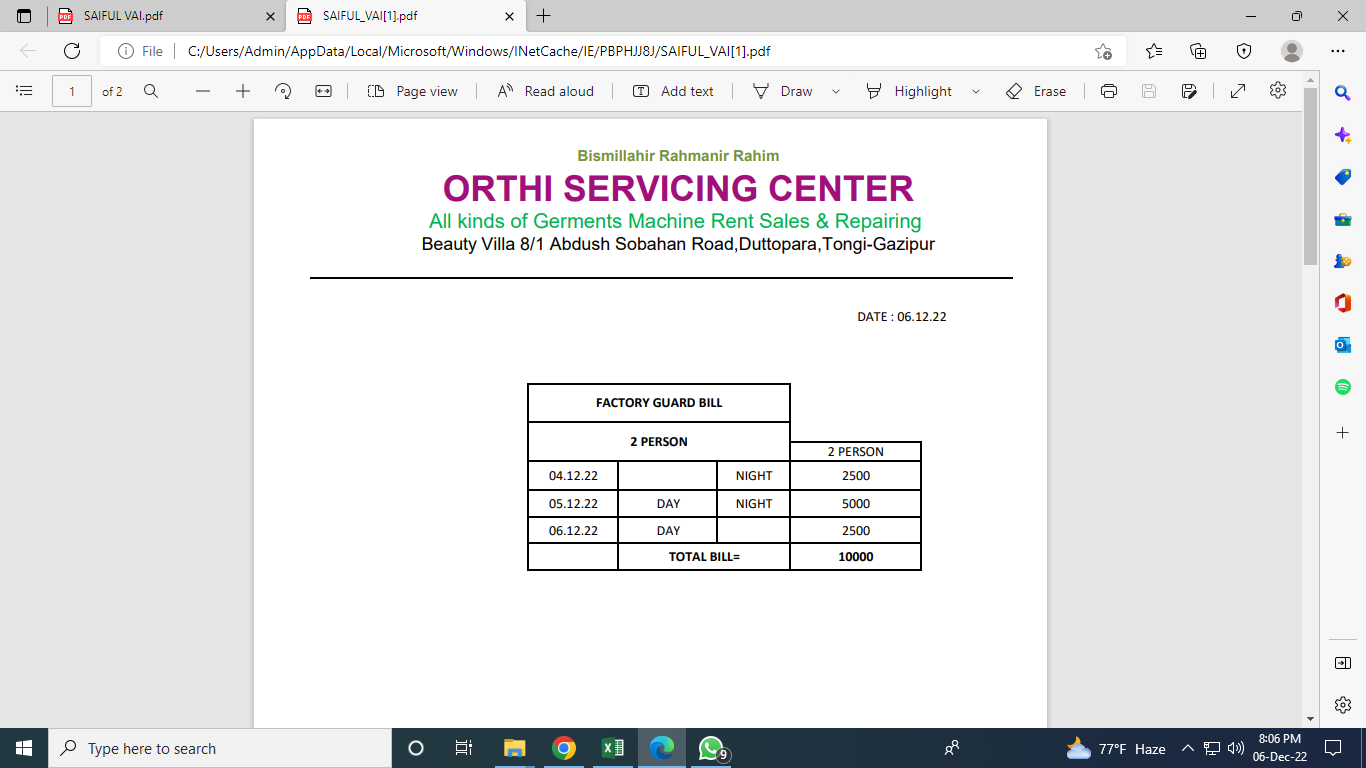 SAIFUL VAI.pdf
SAIFUL_VAI[1].pdf
File
C:/Users/Admin/AppData/Local/Microsoft/Windows/INetCache/IE/PBPHJJ8J/SAIFUL_VAI[1].pdf
1 of 2
Page view
Read aloud
Add text
Draw
Highlight
Erase
Bismillahir Rahmanir Rahim
ORTHI SERVICING CENTER
All kinds of Germents Machine Rent Sales & Repairing
Beauty Villa 8/1 Abdush Sobahan Road,Duttopara,Tongi-Gazipur
DATE : 06.12.22
FACTORY GUARD BILL
2 PERSON
2 PERSON
04.12.22 NIGHT 2500
05.12.22 DAY NIGHT 5000
06.12.22 DAY 2500
TOTAL BILL= 10000
Type here to search
9
77°F Haze
8:06 PM
06-Dec-22